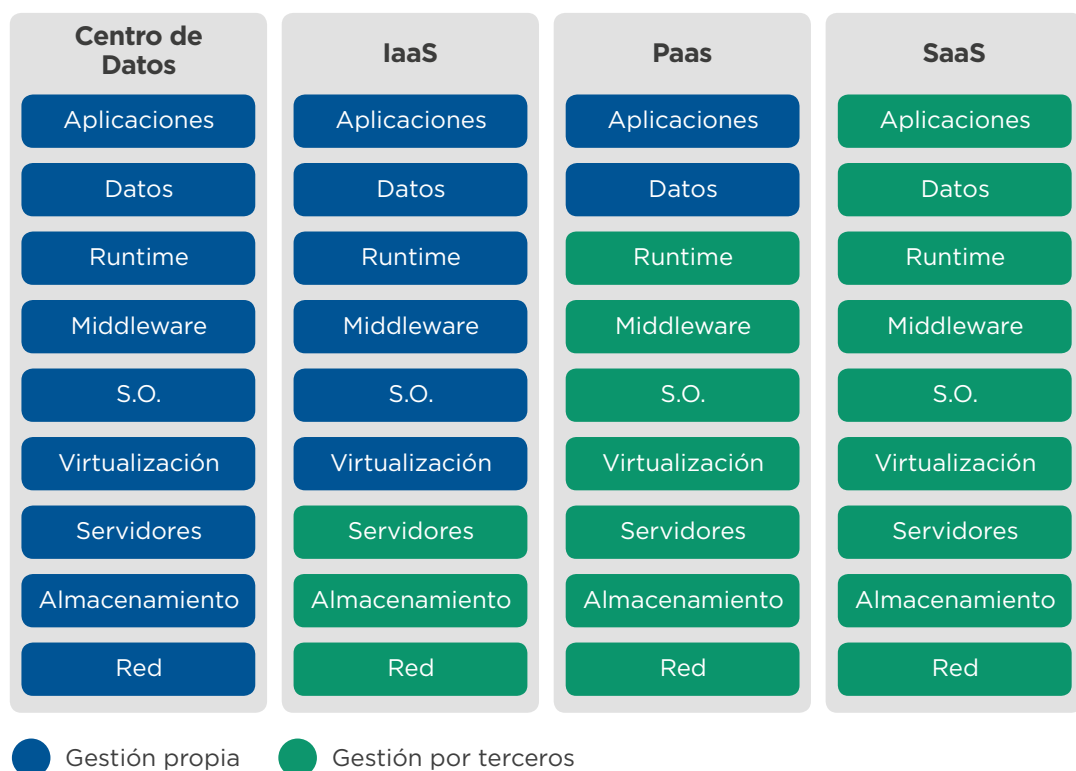 Centro de
Datos
Aplicaciones
Datos
Runtime
Middleware
S.O.
Virtualización
Servidores
Almacenamiento
Red
IaaS
Aplicaciones
Datos
Runtime
Middleware
S.O.
Virtualización
Servidores
Almacenamiento
Red
Paas
Aplicaciones
Datos
Runtime
Middleware
S.O.
Virtualización
Servidores
Almacenamiento
Red
SaaS
Aplicaciones
Datos
Runtime
Middleware
S.O.
Virtualización
Servidores
Almacenamiento
Red
Gestión propia
Gestión por terceros